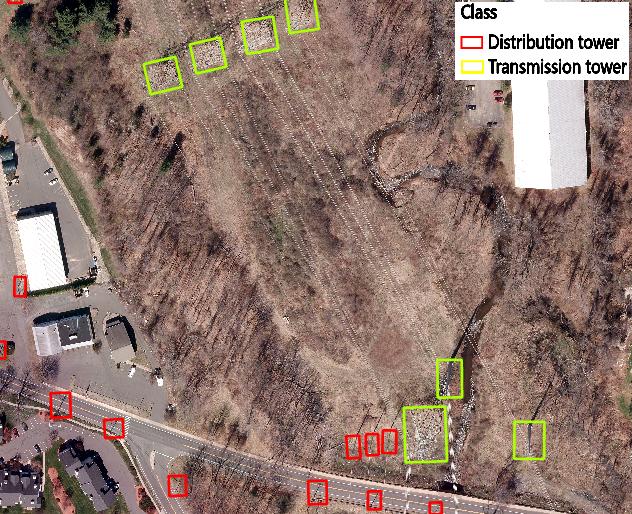 Class
Distribution tower
Transmission tower